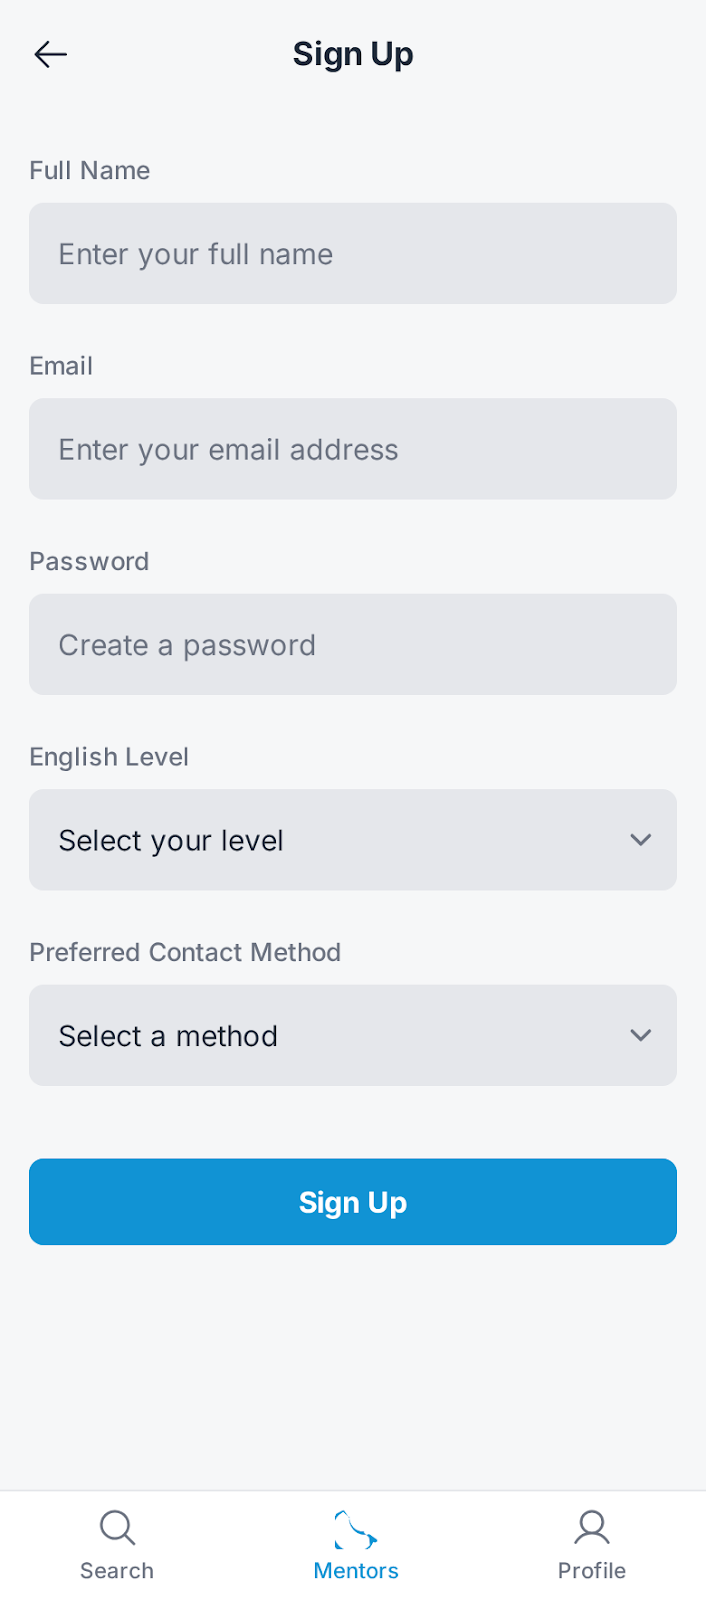 Sign Up
Full Name
Enter your full name
Email
Enter your email address
Password
Create a password
English Level
Select your level
Preferred Contact Method
Select a method
Sign Up
Search
Mentors
Profile